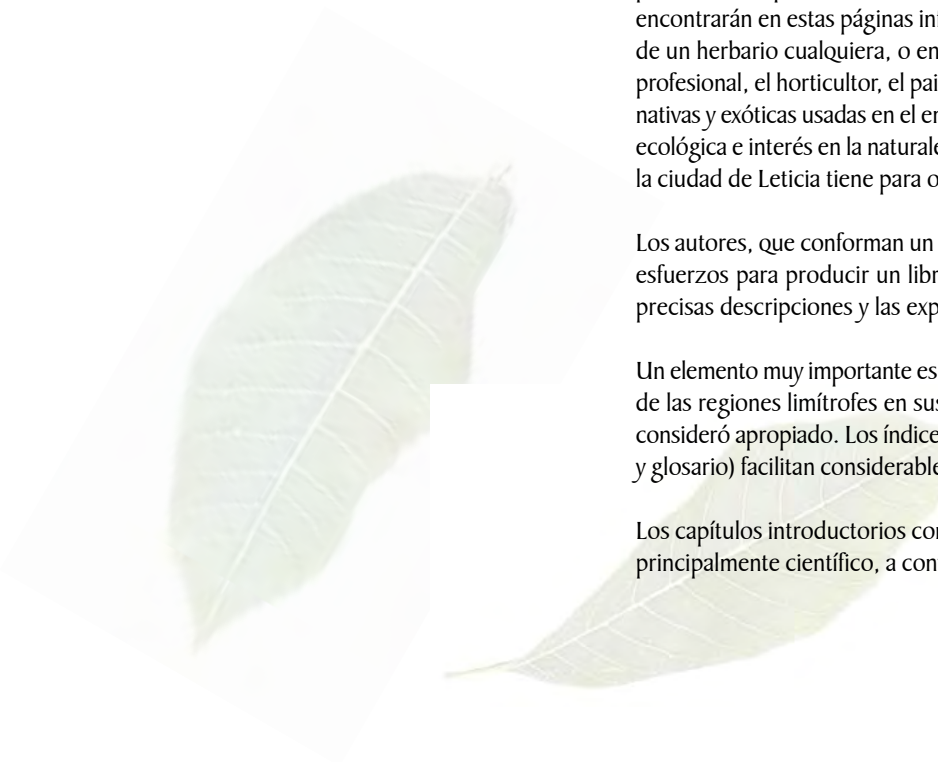 encontrarán en estas páginas in
de un herbario cualquiera, o en
profesional, el horticultor, el pai
nativas y exóticas usadas en el e
ecológica e interés en la natural
la ciudad de Leticia tiene para o
Los autores, que conforman un
esfuerzos para producir un libr
precisas descripciones y las exp
Un elemento muy importante es
de las regiones limítrofes en su
consideró apropiado. Los índice
y glosario) facilitan considerable
Los capítulos introductorios co
principalmente científico, a con